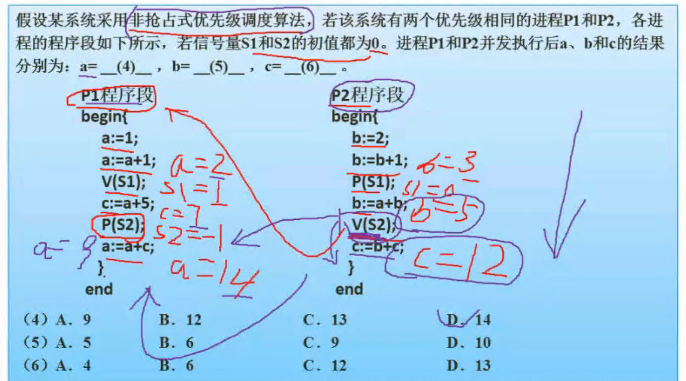 假设某系统采用非抢占式优先级调度算法，若该系统有两个优先级相同的进程P1和P2，各进
程的程序段如下所示，若信号量S1和S2的初值都为0。进程P1和P2并发执行后a、b和c的结果
分别为：a= __(4)__ ，b= __(5)__ ，c= __(6)__ 。
P1程序段
begin{
a:=1;
a:=a+1; a=2
V(S1); S1=1
c:=a+5; c=7
P(S2); S2=-1
a:=a+c; a=14
}
end
a=9
P2程序段
begin{
b:=2;
b:=b+1; b=3
P(S1); S1=0
b:=a+b; b=5
V(S2);
c:=b+c; c=12
}
end
（4）A．9 B．12 C．13 D．14
（5）A．5 B．6 C．9 D．10
（6）A．4 B．6 C．12 D．13